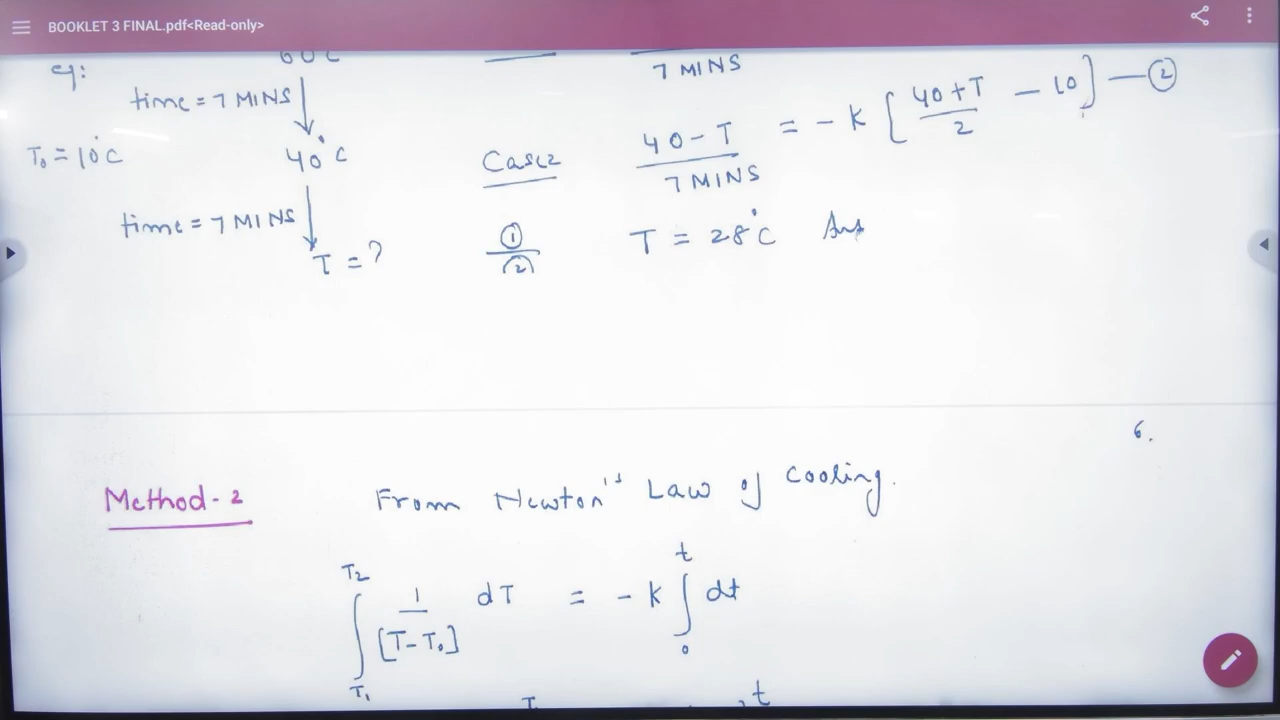 BOOKLET 3 FINAL.pdf<Read-only>
eg:
60°C
7 MINS
time = 7 MINS
T₀ = 10°C
40°C
Case2
40-T / 7 MINS = -K [ 40+T / 2 - 10 ] — ②
time = 7 MINS
T = ?
① / ②
T = 28°C Ans
6.
Method-2
From Newton's Law of Cooling.
∫ T₁ T₂ 1 / [T-T₀] dT = -K ∫ 0 t dt
t